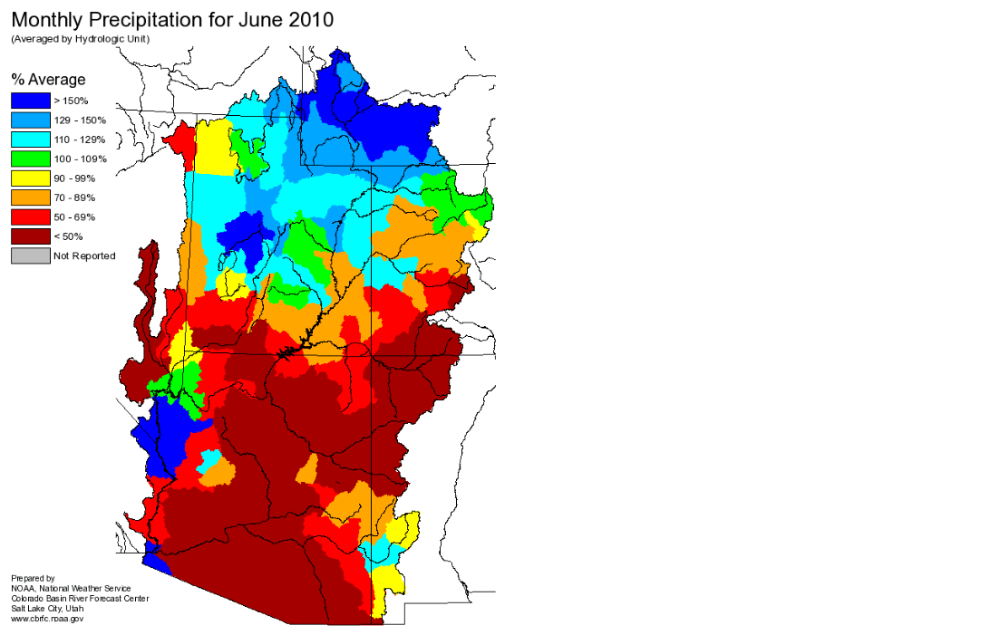 Monthly Precipitation for June 2010
(Averaged by Hydrologic Unit)
% Average
> 150%
129 - 150%
110 - 129%
100 - 109%
90 - 99%
70 - 89%
50 - 69%
< 50%
Not Reported
Prepared by
NOAA, National Weather Service
Colorado Basin River Forecast Center
Salt Lake City, Utah
www.cbrfc.noaa.gov